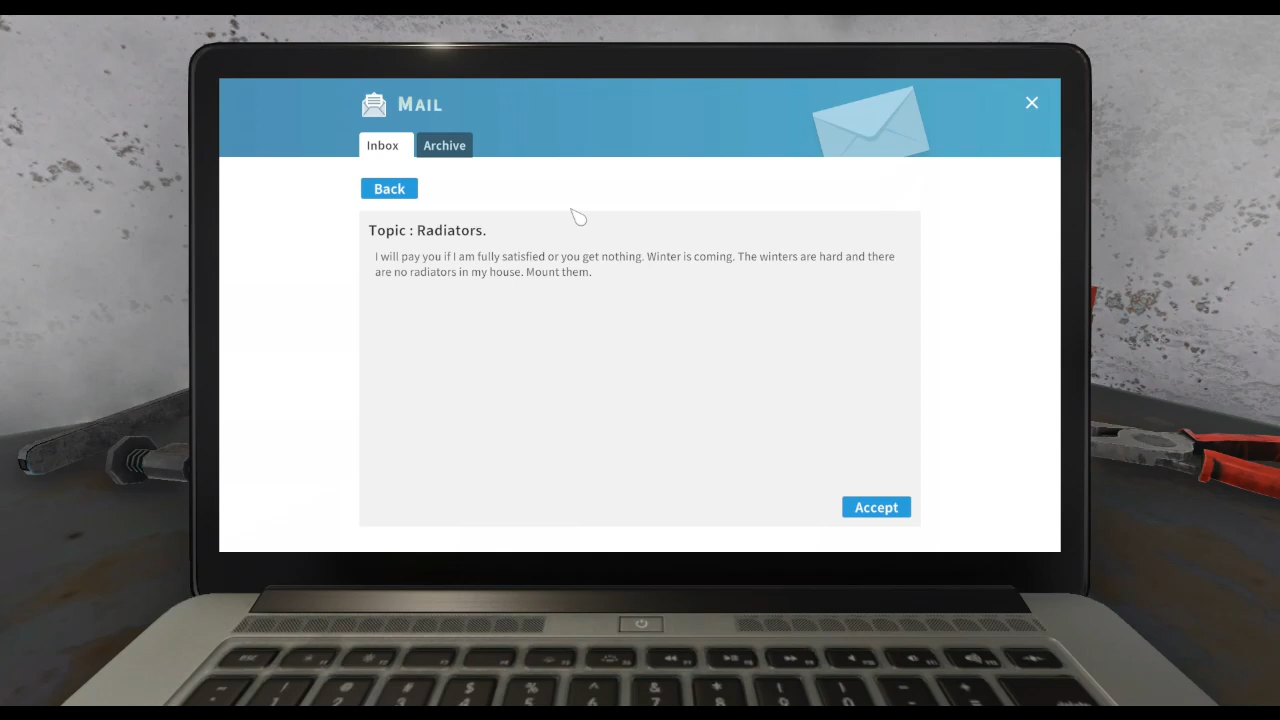 MAIL
Inbox
Archive
Back
Topic : Radiators.
I will pay you if I am fully satisfied or you get nothing. Winter is coming. The winters are hard and there
are no radiators in my house. Mount them.
Accept